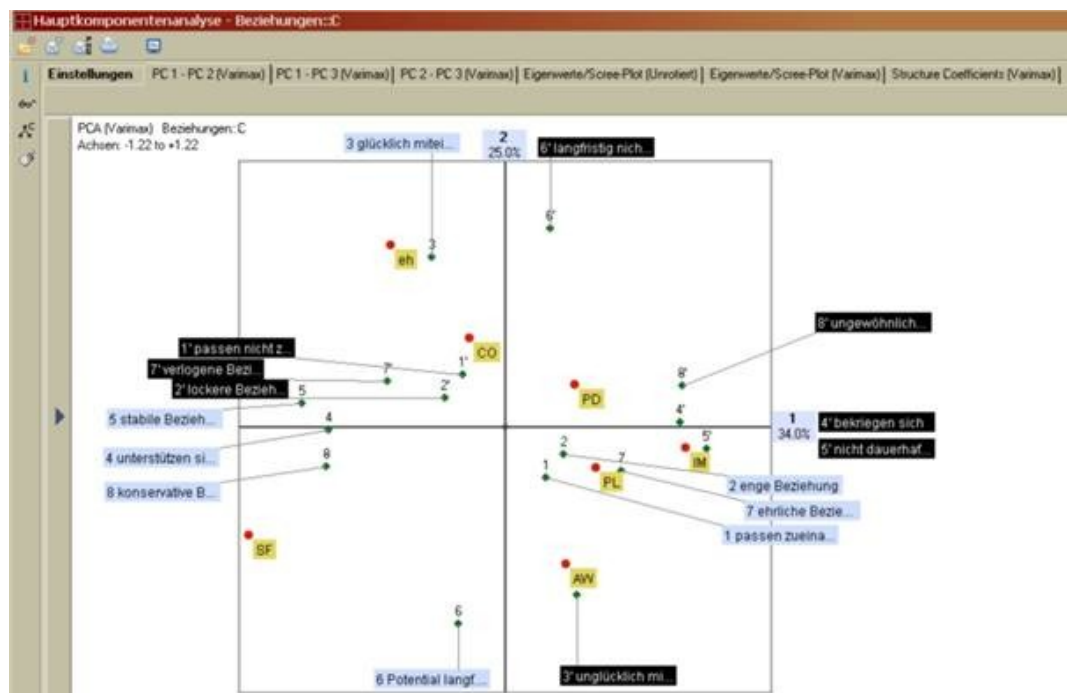 Hauptkomponentenanalyse - Beziehungen::C
Einstellungen
PC 1 - PC 2 (Varimax)
PC 1 - PC 3 (Varimax)
PC 2 - PC 3 (Varimax)
Eigenwerte/Scree-Plot (Unrotiert)
Eigenwerte/Scree-Plot (Varimax)
Structure Coefficients (Varimax)
PCA (Varimax) Beziehungen::C
Achsen: -1.22 to +1.22
3 glücklich mitei...
2
25.0%
6' langfristig nich...
6'
3
eh
8' ungewöhnlich...
1' passen nicht z...
CO
7' verlogene Bezi...
7'
1'
8'
2' lockere Bezieh...
2'
PD
5
5 stabile Bezieh...
4
4'
1
34.0%
4' bekriegen sich
5' nicht dauerhaf...
5'
4 unterstützen si...
2
IM
8
8 konservative B...
1
7
PL
2 enge Beziehung
7 ehrliche Bezie...
1 passen zueina...
SF
AW
6
6 Potential langf...
3' unglücklich mi...